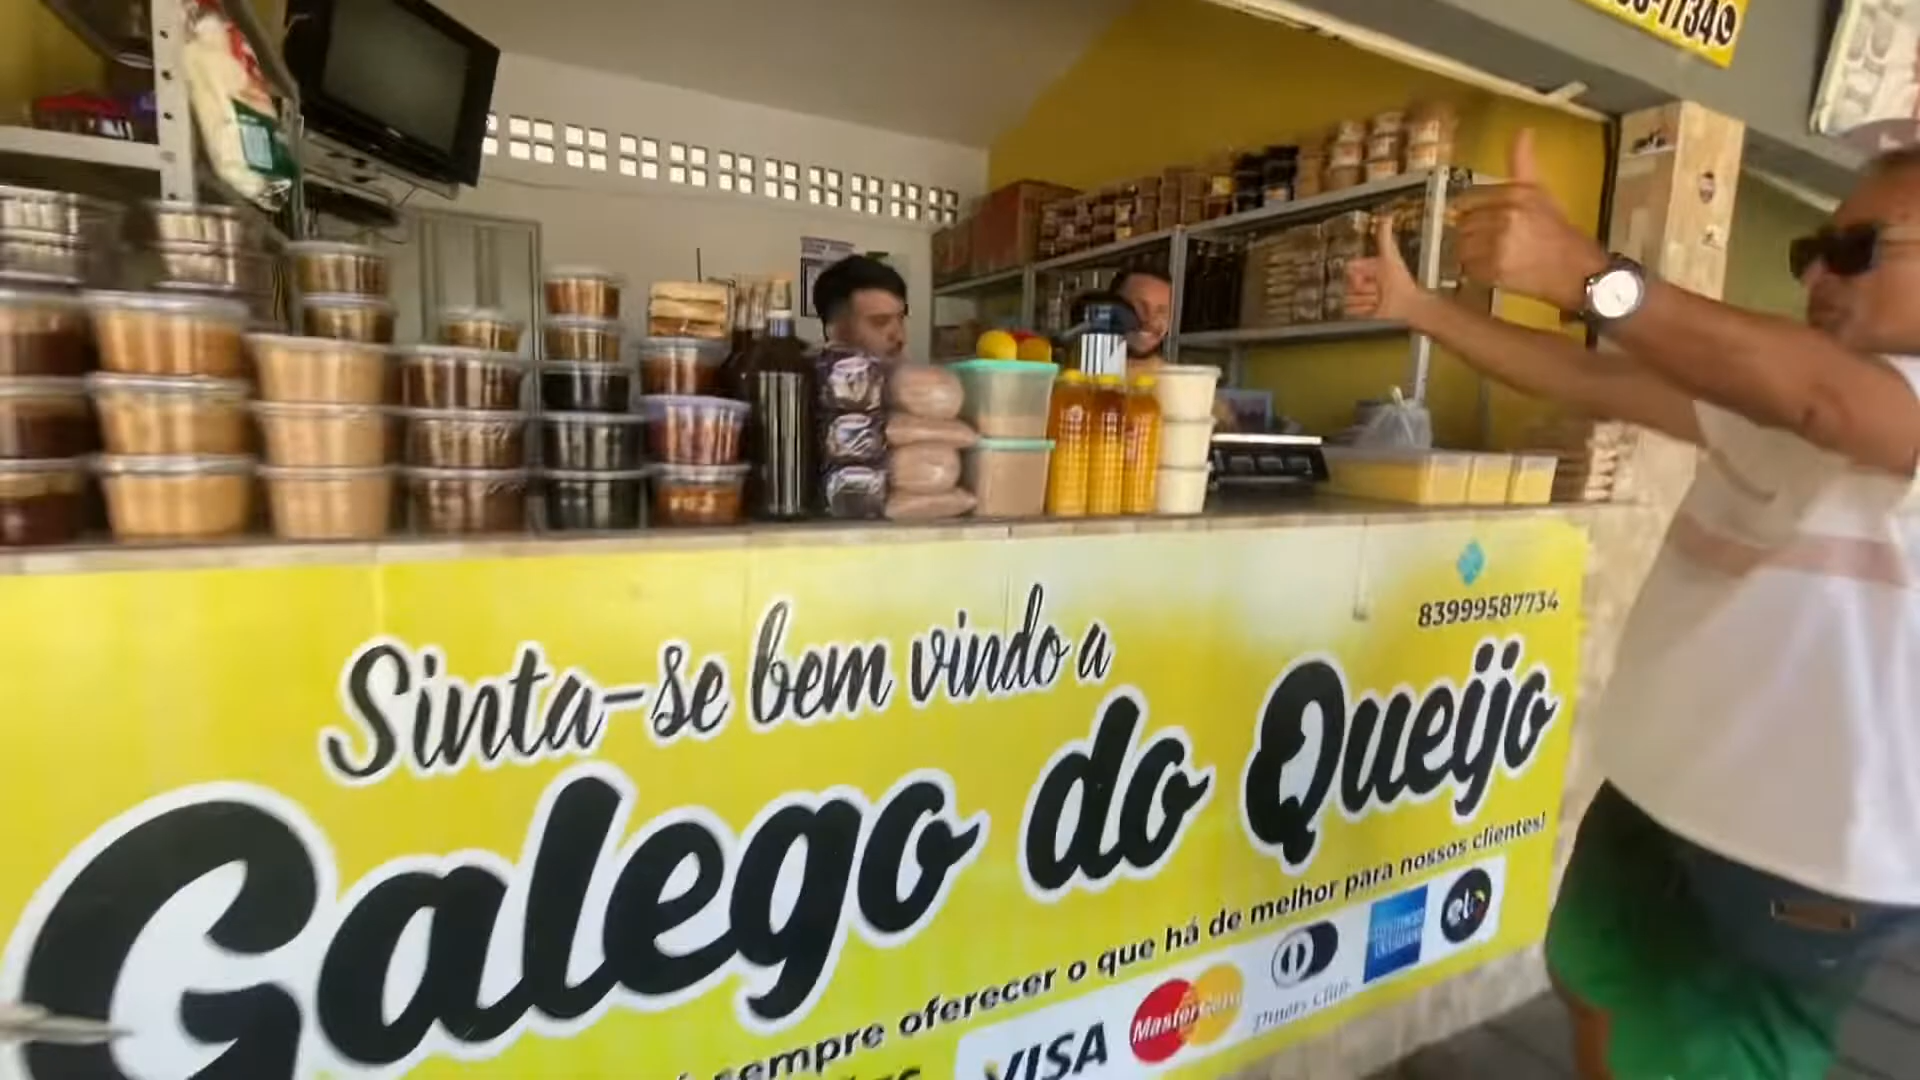 83999587734
Sinta-se bem vindo a
Galego do Queijo
sempre oferecer o que há de melhor para nossos clientes!
VISA
MasterCard
Diners Club
elo